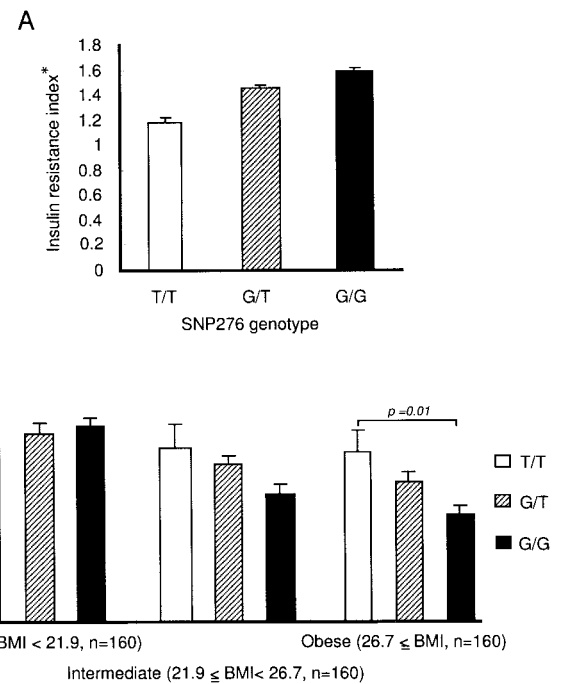 A
1.8
1.6
1.4
1.2
1
0.8
0.6
0.4
0.2
0
Insulin resistance index*
T/T G/T G/G
SNP276 genotype
p =0.01
T/T
G/T
G/G
BMI < 21.9, n=160)
Obese (26.7 ≤ BMI, n=160)
Intermediate (21.9 ≤ BMI< 26.7, n=160)